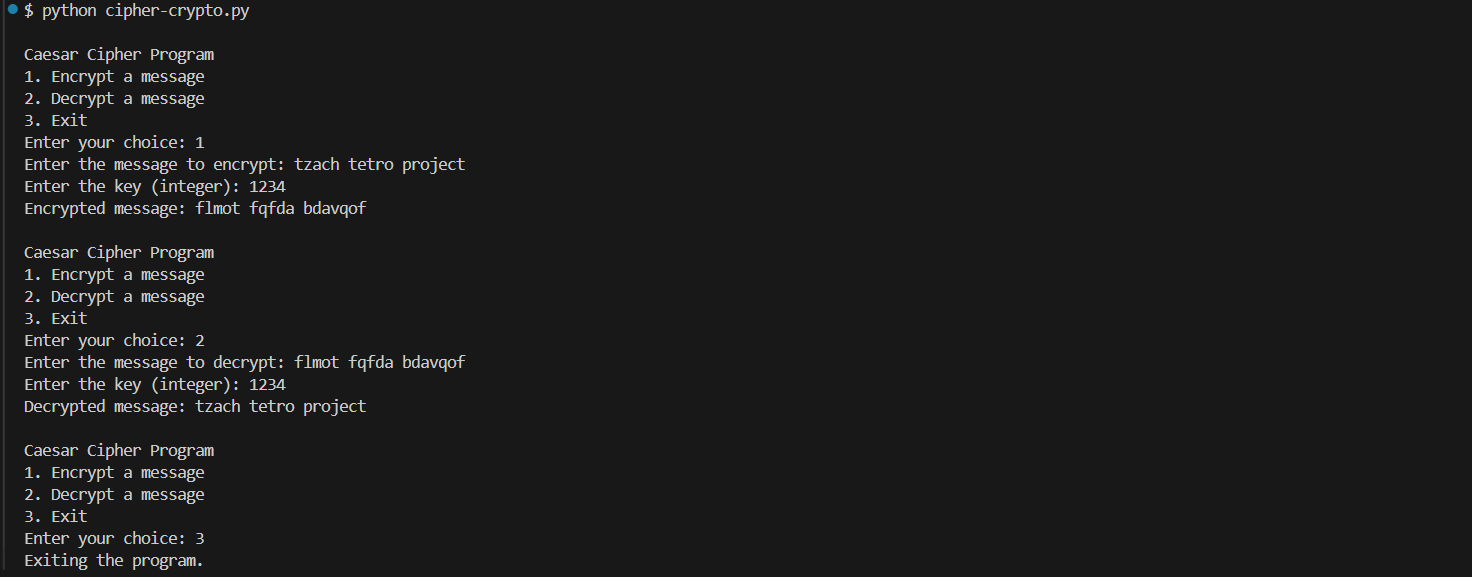 $ python cipher-crypto.py
Caesar Cipher Program
1. Encrypt a message
2. Decrypt a message
3. Exit
Enter your choice: 1
Enter the message to encrypt: tzach tetro project
Enter the key (integer): 1234
Encrypted message: flmot fqfda bdavqof
Caesar Cipher Program
1. Encrypt a message
2. Decrypt a message
3. Exit
Enter your choice: 2
Enter the message to decrypt: flmot fqfda bdavqof
Enter the key (integer): 1234
Decrypted message: tzach tetro project
Caesar Cipher Program
1. Encrypt a message
2. Decrypt a message
3. Exit
Enter your choice: 3
Exiting the program.